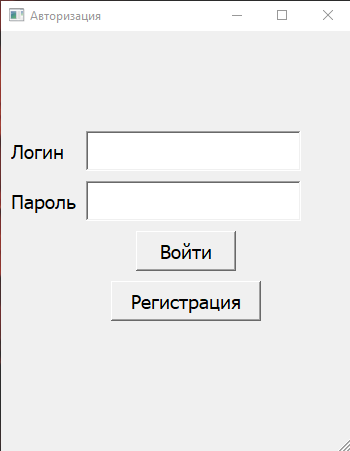 Авторизация
Логин
Пароль
Войти
Регистрация